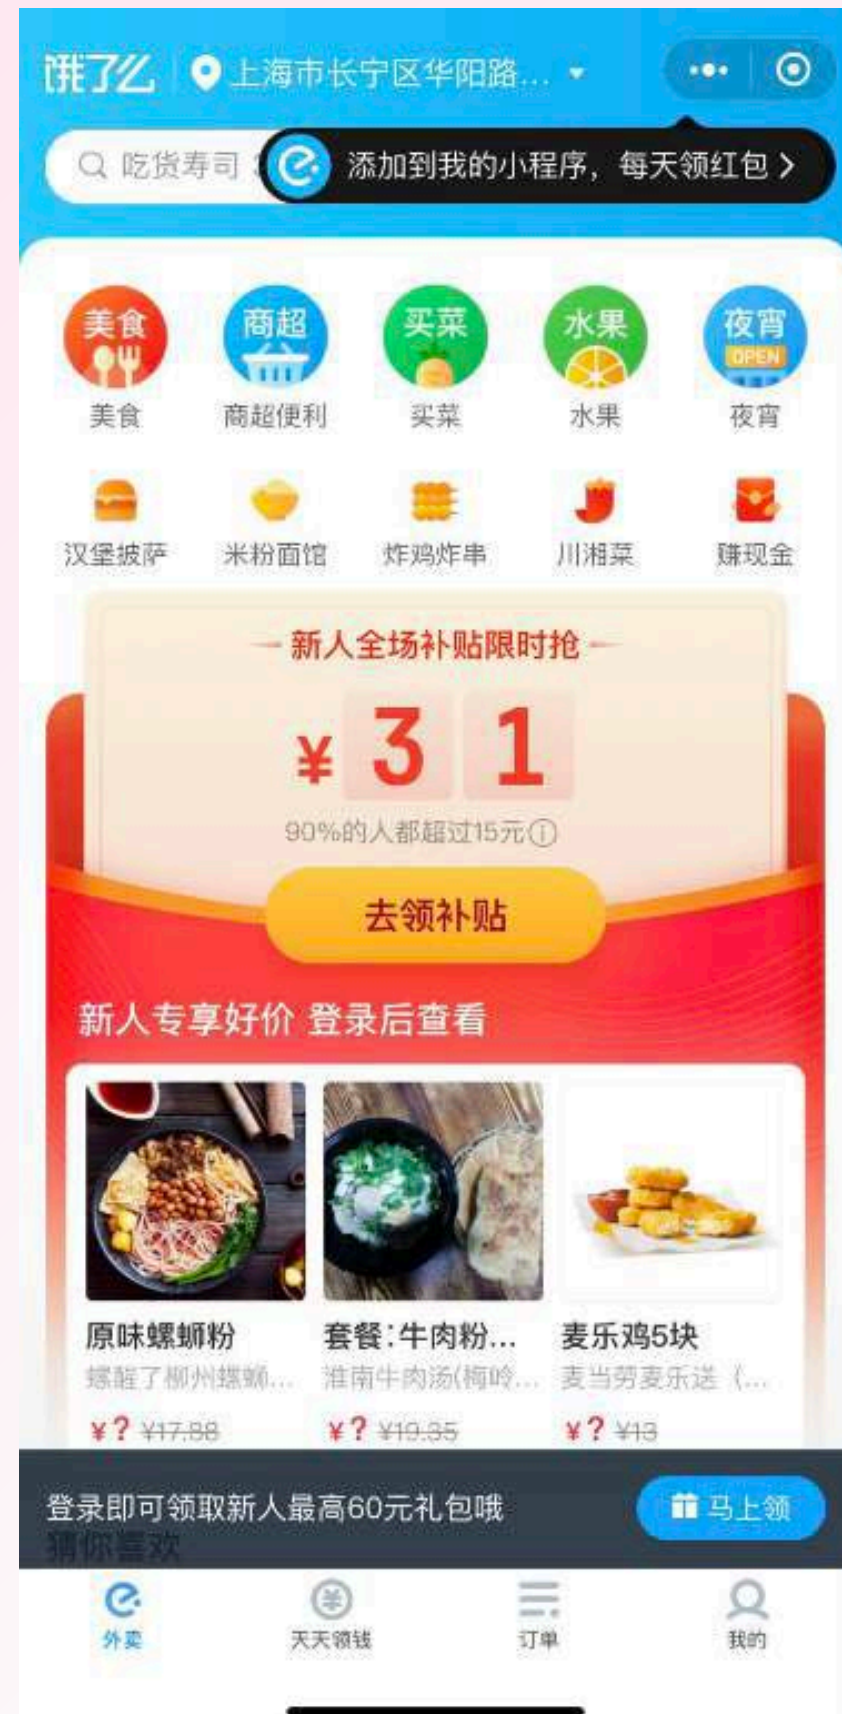 饿了么 上海市长宁区华阳路...
吃货寿司
添加到我的小程序，每天领红包 >
美食 商超 买菜 水果 夜宵
OPEN
美食 商超便利 买菜 水果 夜宵
汉堡披萨 米粉面馆 炸鸡炸串 川湘菜 赚现金
新人全场补贴限时抢
¥31
90%的人都超过15元
去领补贴
新人专享好价 登录后查看
原味螺蛳粉 套餐:牛肉粉... 麦乐鸡5块
螺醒了柳州螺蛳... 淮南牛肉汤(梅岭... 麦当劳麦乐送（...
¥? ¥17.88 ¥? ¥19.35 ¥? ¥13
登录即可领取新人最高60元礼包哦 马上领
猜你喜欢
外卖 天天领钱 订单 我的